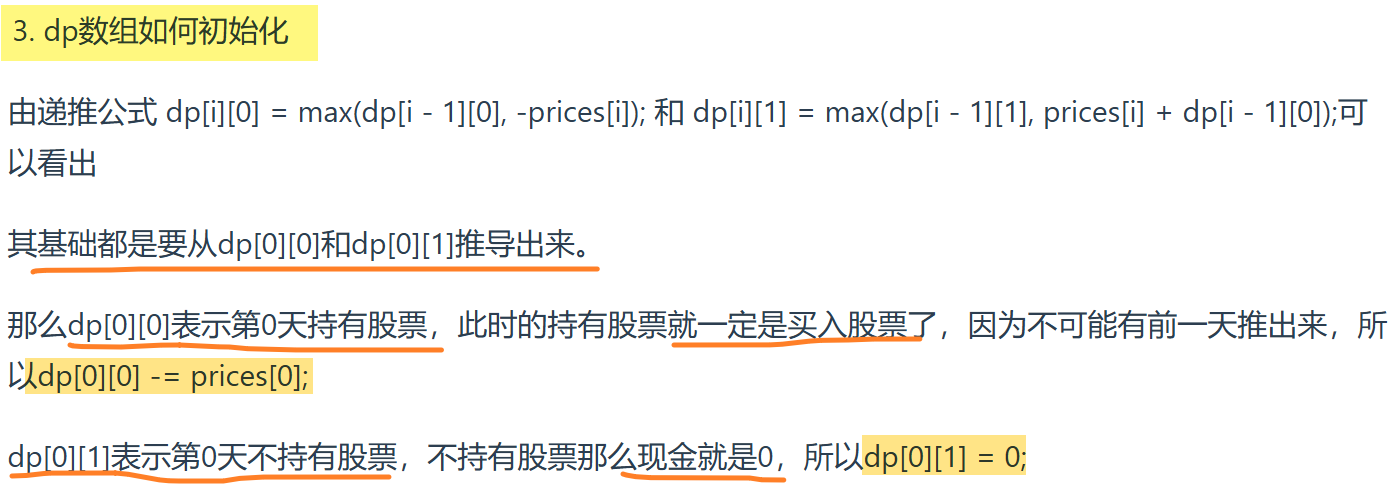 3. dp数组如何初始化
由递推公式 dp[i][0] = max(dp[i - 1][0], -prices[i]); 和 dp[i][1] = max(dp[i - 1][1], prices[i] + dp[i - 1][0]);可
以看出
其基础都是要从dp[0][0]和dp[0][1]推导出来。
那么dp[0][0]表示第0天持有股票，此时的持有股票就一定是买入股票了，因为不可能有前一天推出来，所
以dp[0][0] -= prices[0];
dp[0][1]表示第0天不持有股票，不持有股票那么现金就是0，所以dp[0][1] = 0;